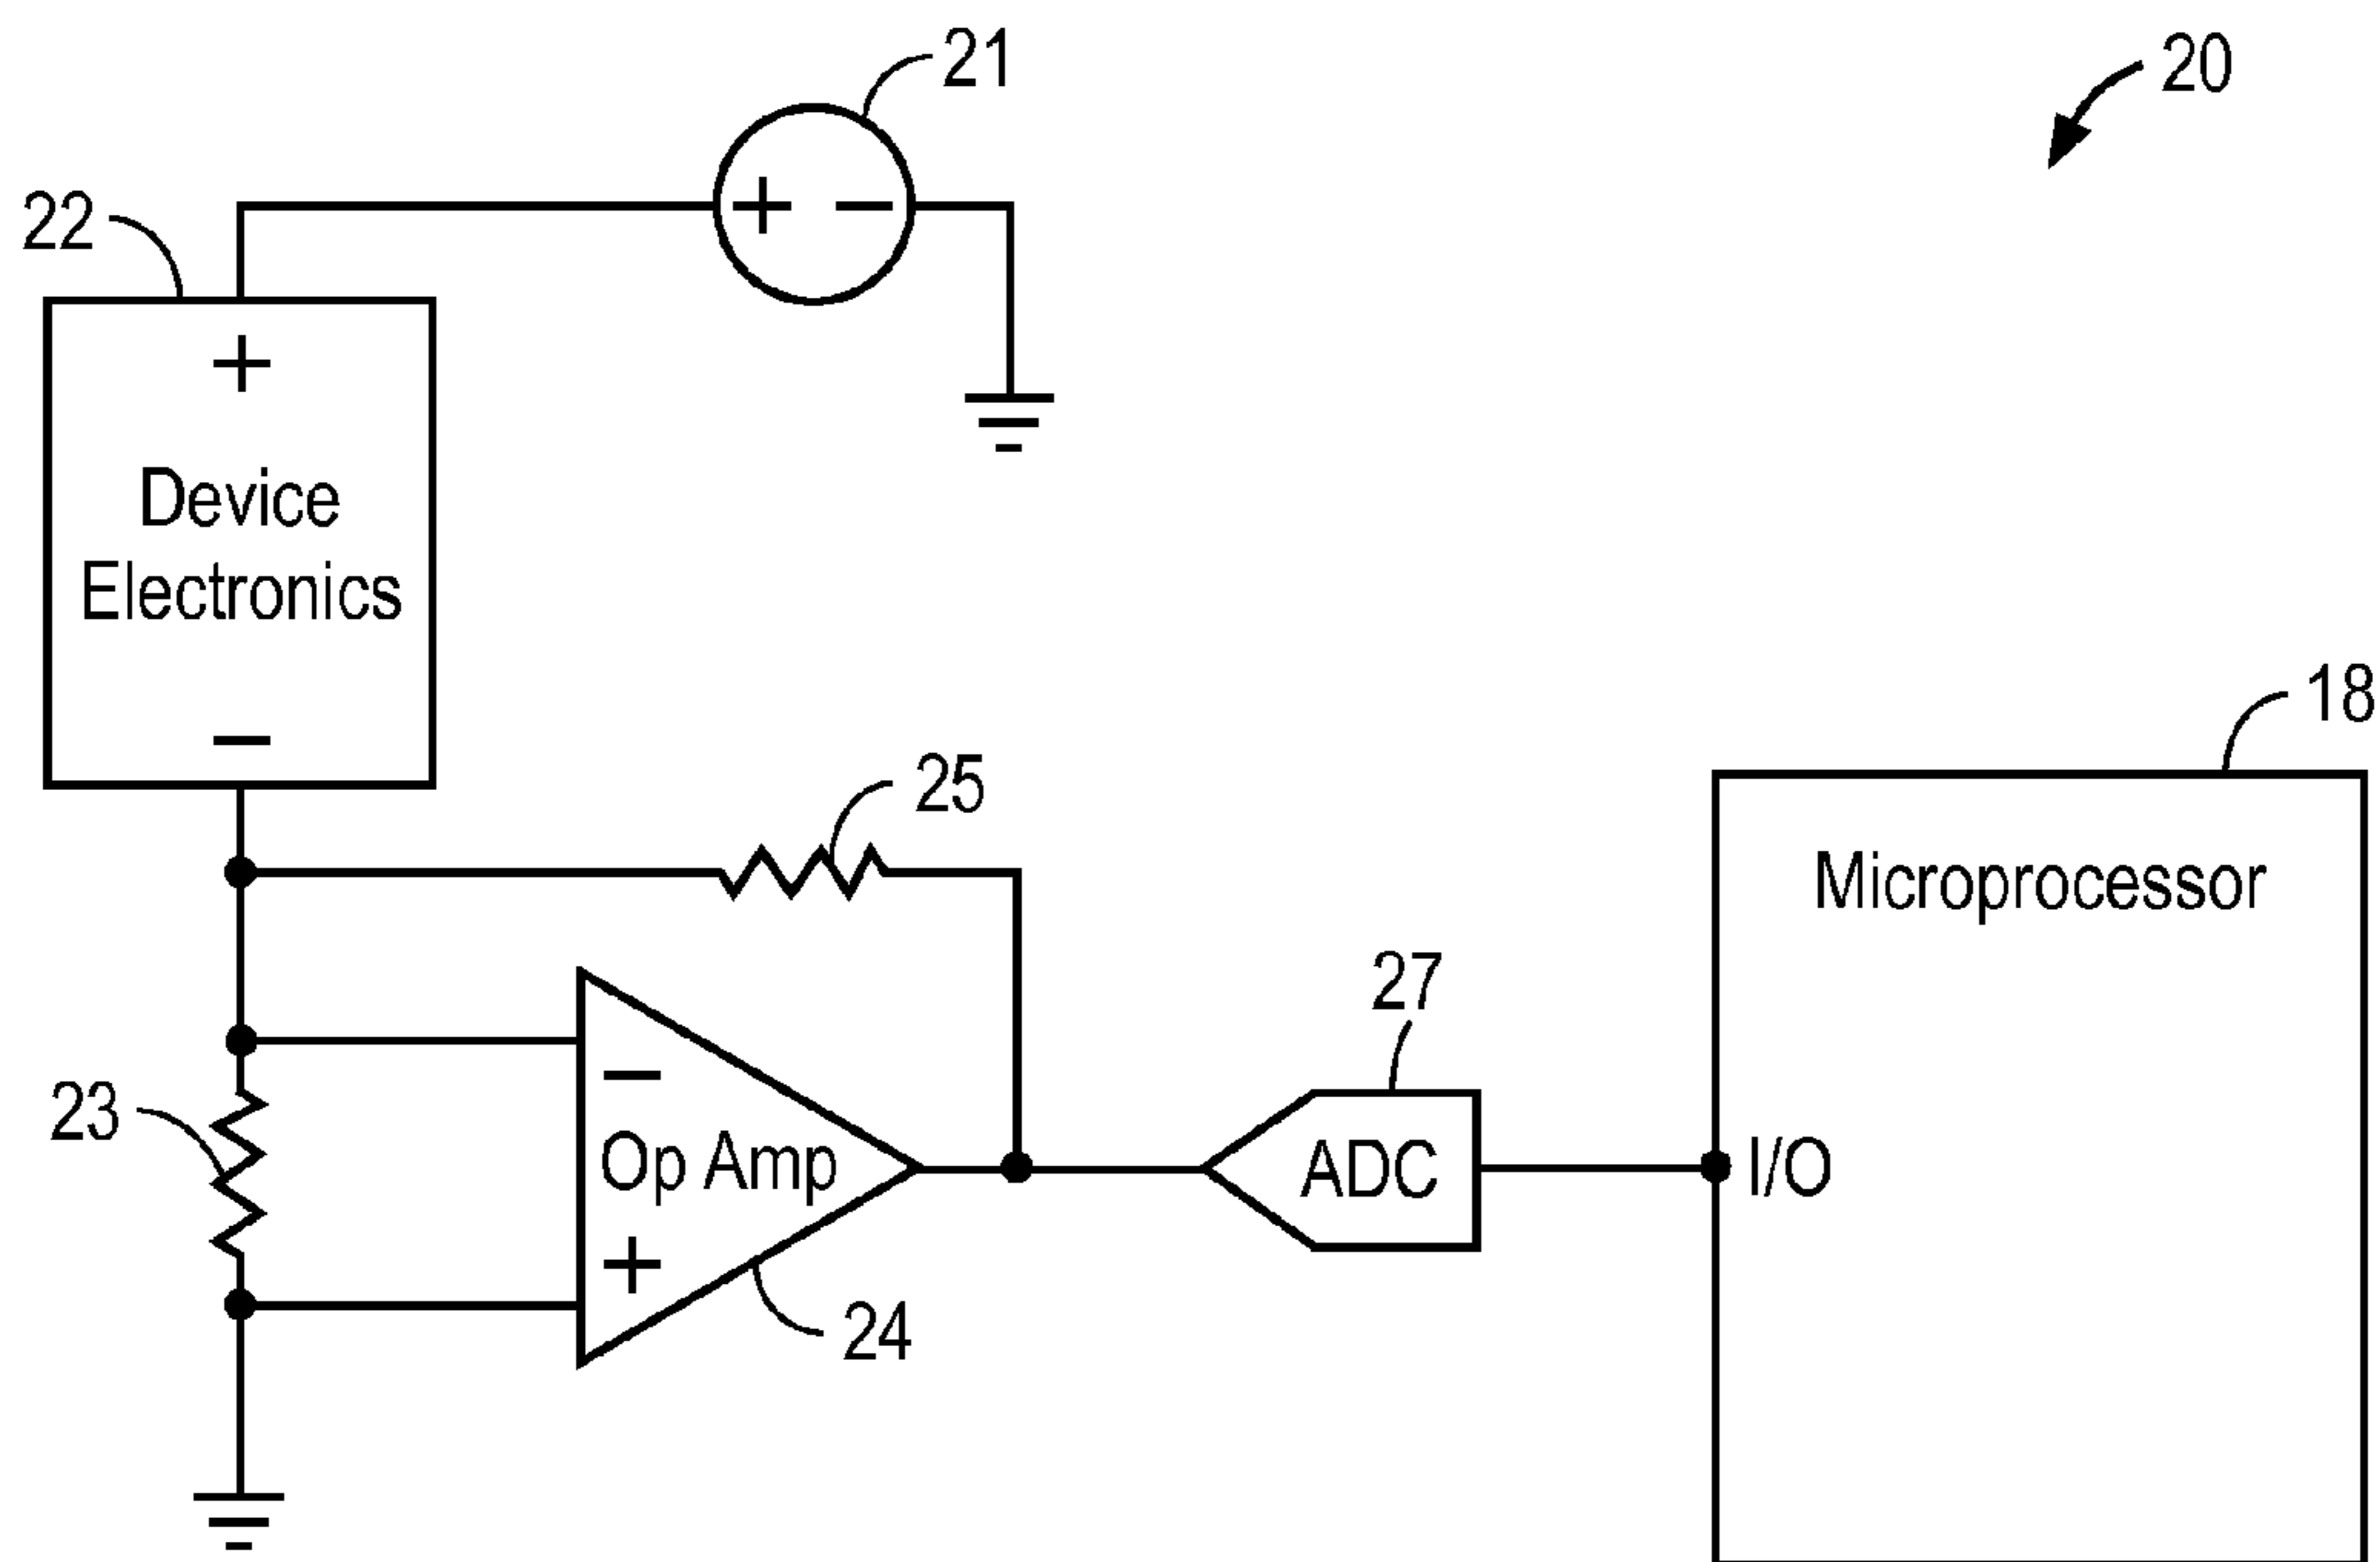 21
20
22
+ −
+
Device
Electronics
−
18
25
Microprocessor
27
23
−
Op Amp
ADC
I/O
+
24